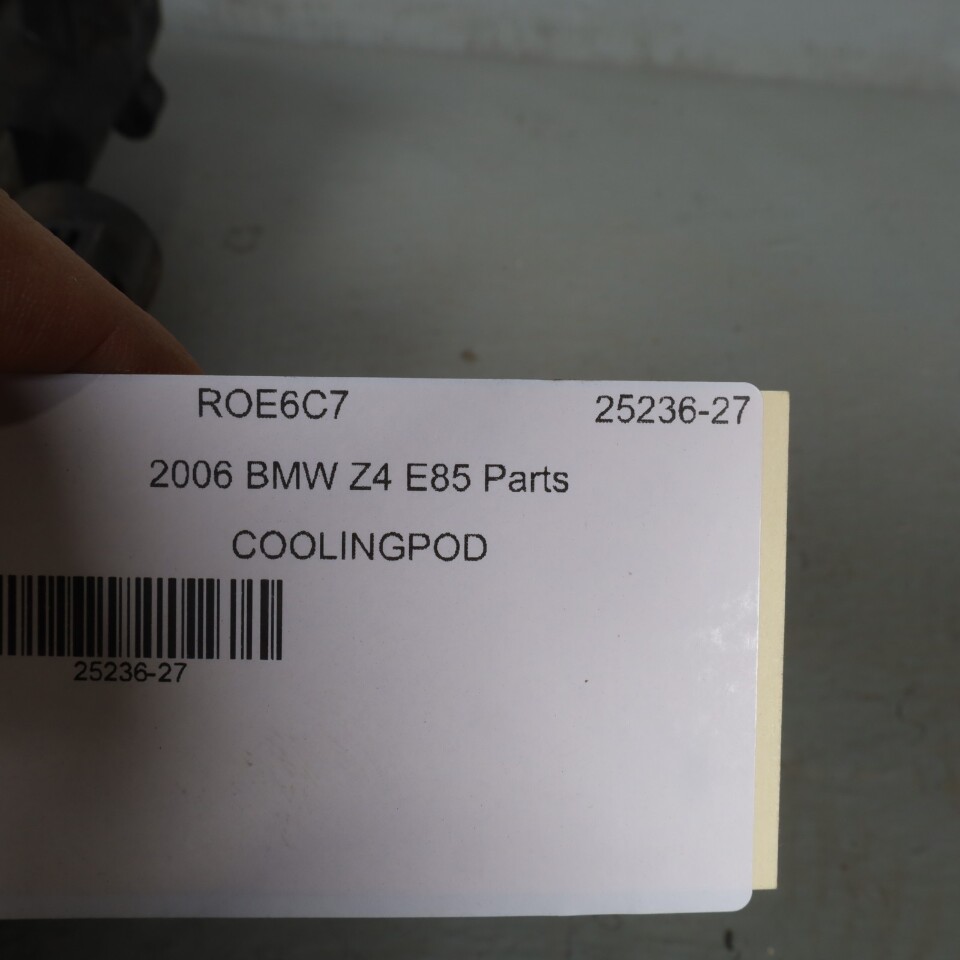 ROE6C7 25236-27
2006 BMW Z4 E85 Parts
COOLINGPOD
25236-27